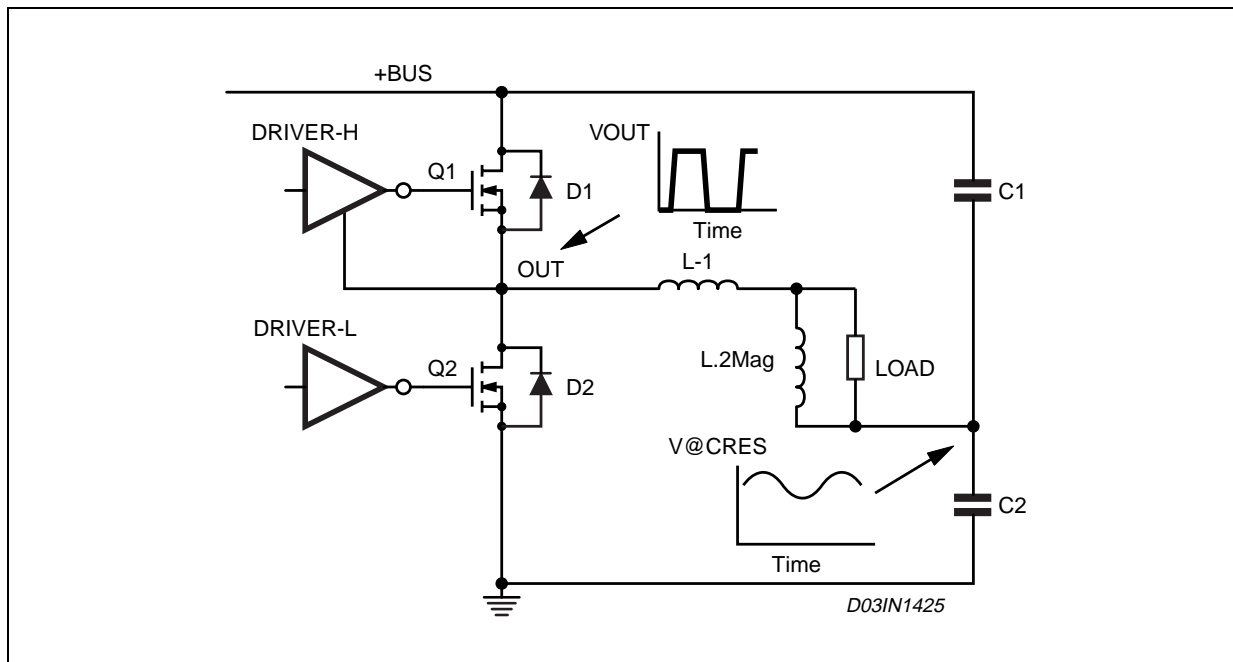 +BUS
DRIVER-H
VOUT
Q1
D1
C1
Time
OUT
L-1
DRIVER-L
Q2
D2
L.2Mag
LOAD
V@CRES
C2
Time
D03IN1425